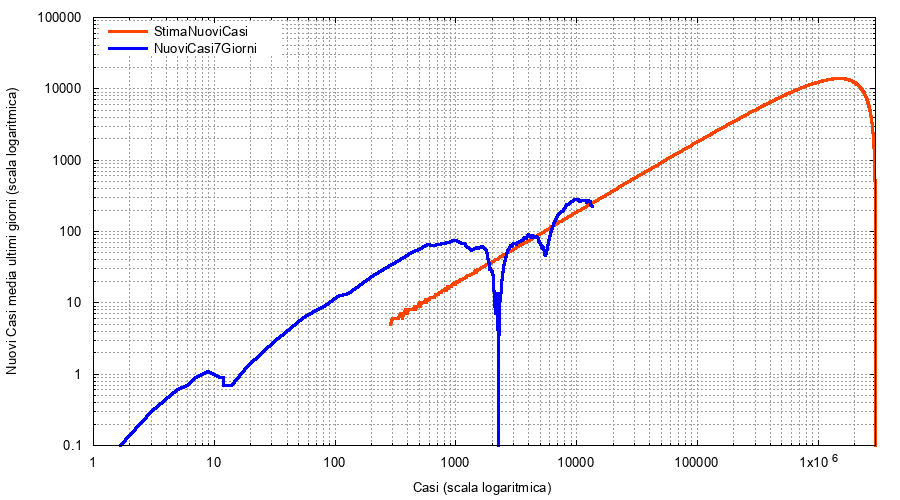 100000
10000
1000
100
10
1
0.1
StimaNuoviCasi
NuoviCasi7Giorni
Nuovi Casi media ultimi giorni (scala logaritmica)
1
10
100
1000
10000
100000
1x10 6
Casi (scala logaritmica)